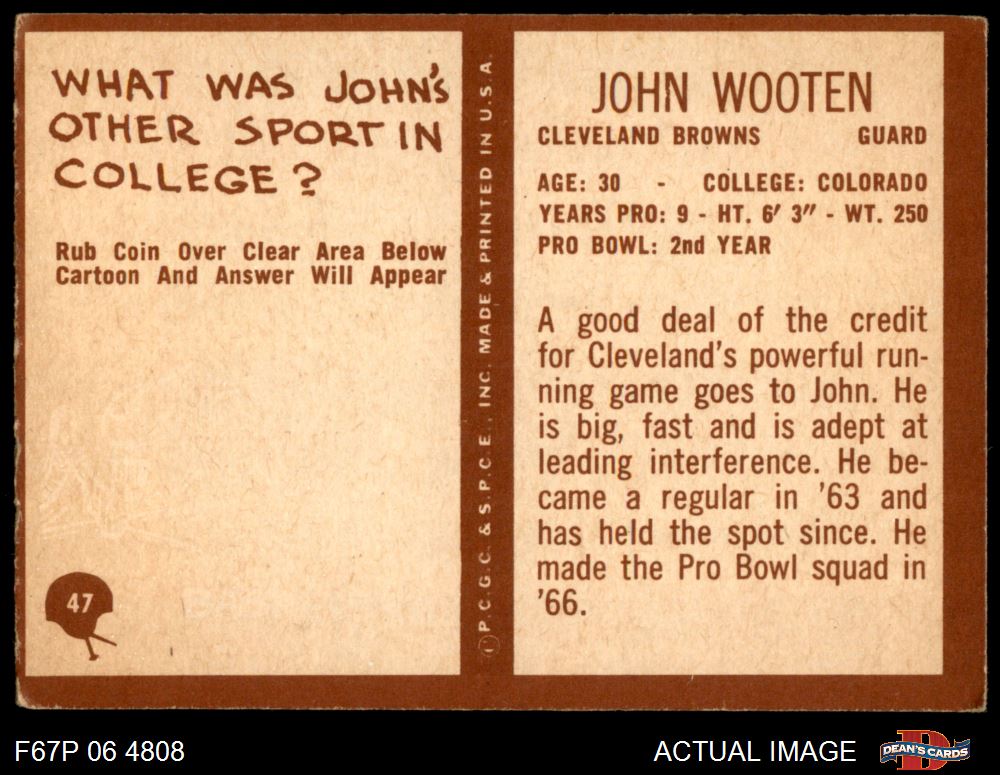 WHAT WAS JOHN'S
OTHER SPORT IN
COLLEGE?
Rub Coin Over Clear Area Below
Cartoon And Answer Will Appear
47
©P.C.G.C. & S.P.C.E., INC. MADE & PRINTED IN U.S.A.
JOHN WOOTEN
CLEVELAND BROWNS GUARD
AGE: 30 - COLLEGE: COLORADO
YEARS PRO: 9 - HT. 6' 3" - WT. 250
PRO BOWL: 2nd YEAR
A good deal of the credit
for Cleveland's powerful run-
ning game goes to John. He
is big, fast and is adept at
leading interference. He be-
came a regular in '63 and
has held the spot since. He
made the Pro Bowl squad in
'66.
F67P 06 4808
ACTUAL IMAGE
D
DEAN'S CARDS